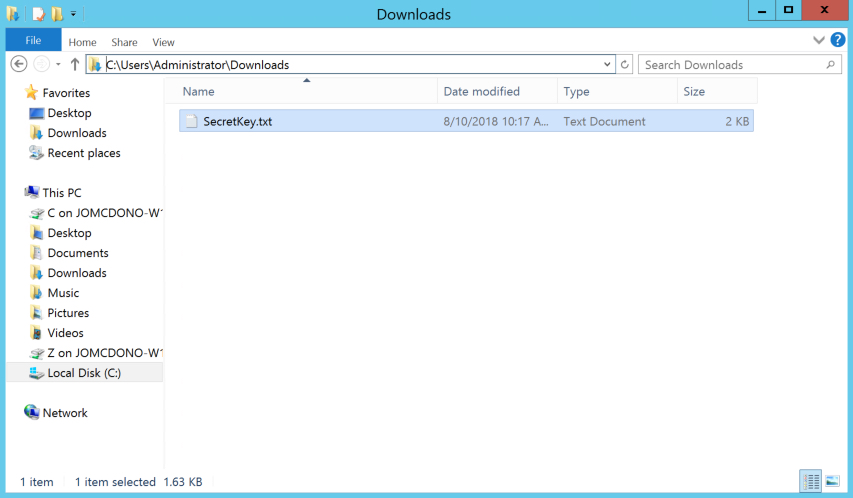 Downloads
File Home Share View
C:\Users\Administrator\Downloads
Search Downloads
Favorites
Desktop
Downloads
Recent places
This PC
C on JOMCDONO-W1
Desktop
Documents
Downloads
Music
Pictures
Videos
Z on JOMCDONO-W1
Local Disk (C:)
Network
Name Date modified Type Size
SecretKey.txt 8/10/2018 10:17 A... Text Document 2 KB
1 item 1 item selected 1.63 KB